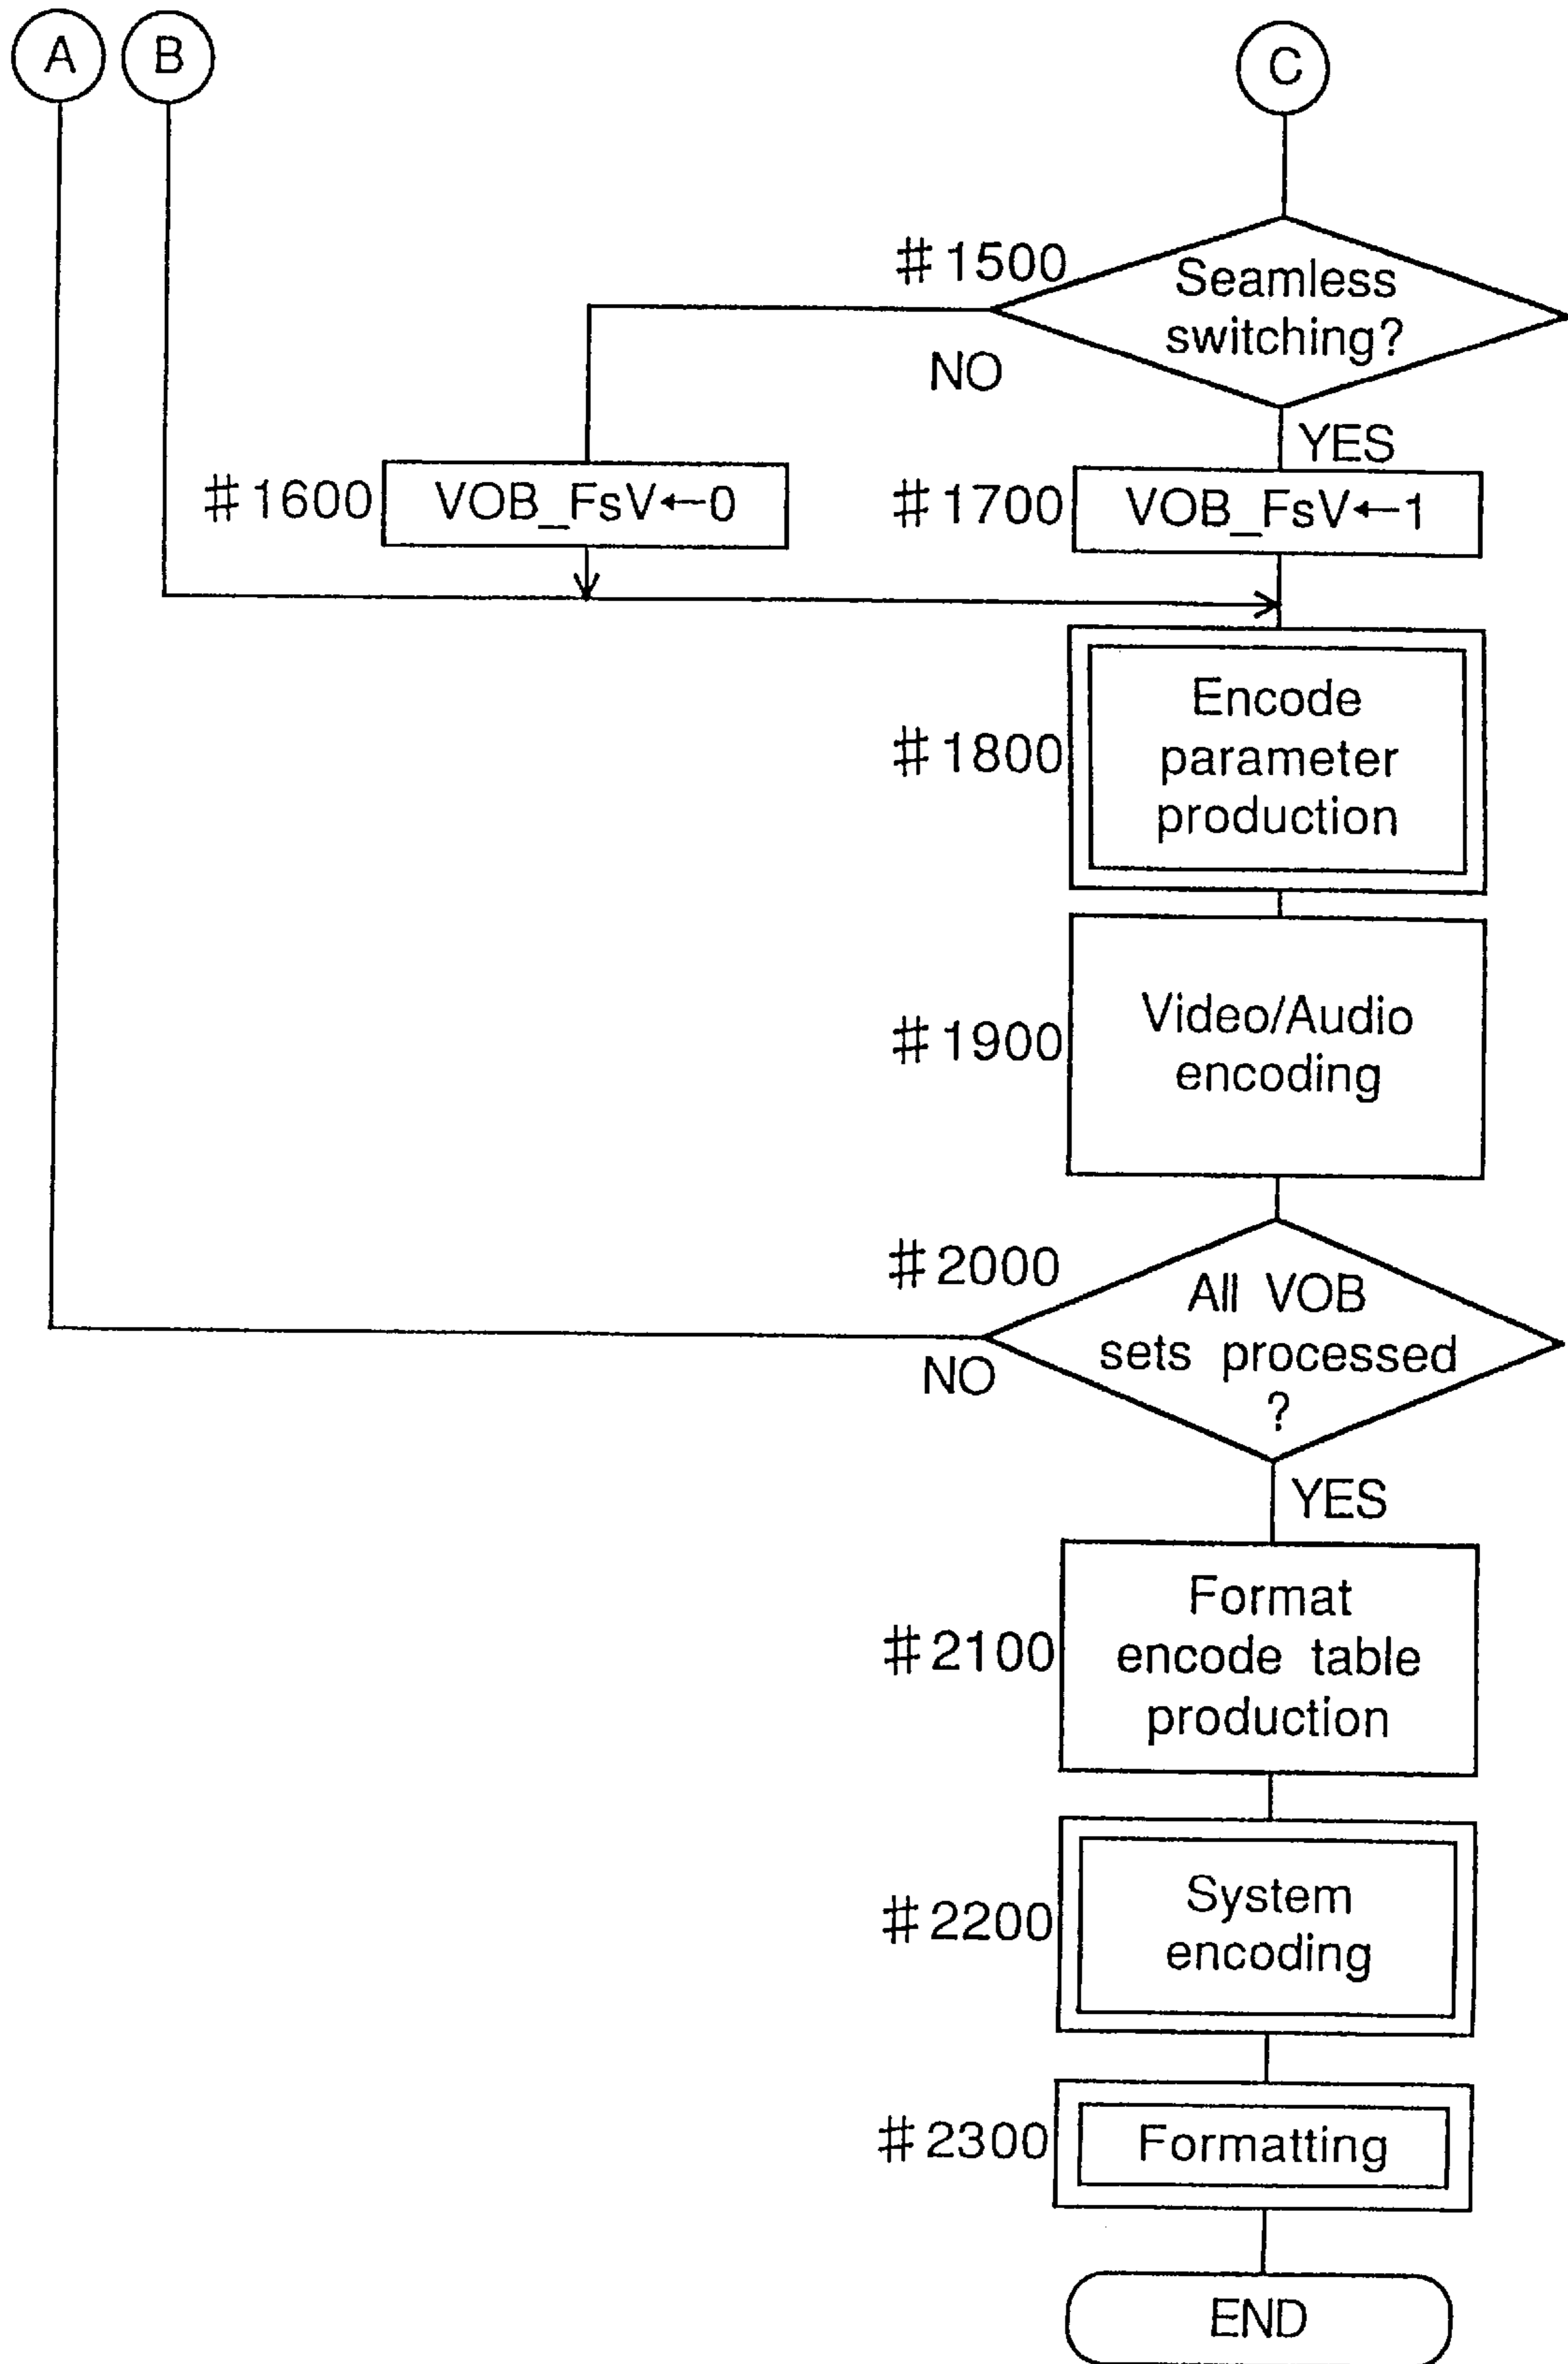 A
B
C
#1500
Seamless
switching?
NO
YES
#1600
VOB_FsV←0
#1700
VOB_FsV←1
#1800
Encode
parameter
production
#1900
Video/Audio
encoding
#2000
All VOB
sets processed
?
NO
YES
#2100
Format
encode table
production
#2200
System
encoding
#2300
Formatting
END